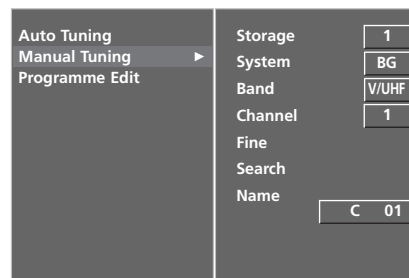 Auto Tuning
Manual Tuning ►
Programme Edit
Storage 1
System BG
Band V/UHF
Channel 1
Fine
Search
Name
C 01